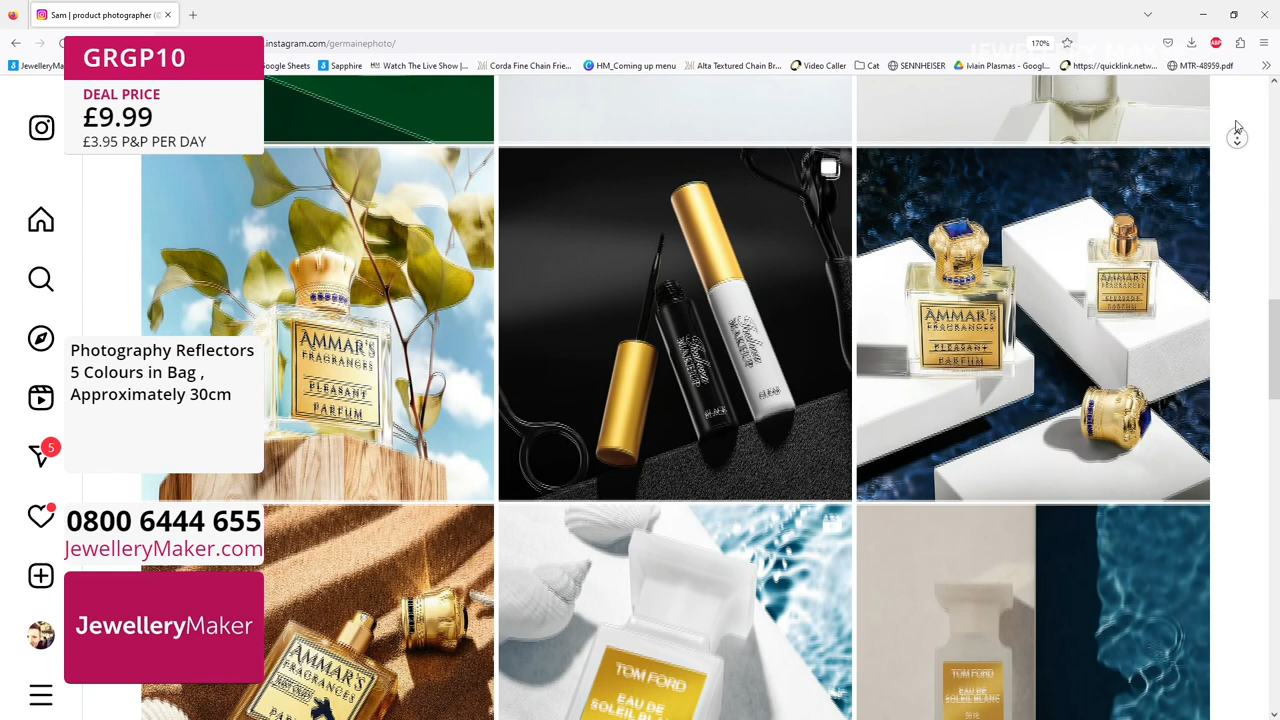 Sam | product photographer (@
GRGP10
DEAL PRICE
£9.99
£3.95 P&P PER DAY
.instagram.com/germainephoto/
170%
JewelleryMa
Google Sheets
Sapphire
Watch The Live Show |...
Corda Fine Chain Frie...
HM_Coming up menu
Alta Textured Chain Br...
Video Caller
Cat
SENNHEISER
Main Plasmas - Googl...
https://quicklink.netw...
MTR-48959.pdf
Photography Reflectors
5 Colours in Bag ,
Approximately 30cm
5
0800 6444 655
JewelleryMaker.com
JewelleryMaker
AMMAR'S
FRAGRANCES
PLEASANT
PARFUM
BLACK
CLEAR
AMMAR'S
FRAGRANCES
PLEASANT
PARFUM
AMMAR'S
FRAGRANCES
PLEASANT
PARFUM
AMMAR'S
FRAGRANCES
TOM FORD
EAU DE
SOLEIL BLANC
TOM FORD
EAU DE
SOLEIL BLANC